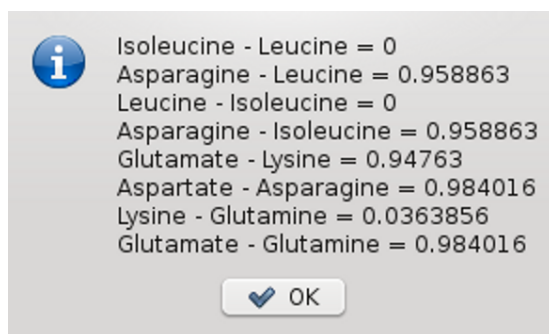 Isoleucine - Leucine = 0
Asparagine - Leucine = 0.958863
Leucine - Isoleucine = 0
Asparagine - Isoleucine = 0.958863
Glutamate - Lysine = 0.94763
Aspartate - Asparagine = 0.984016
Lysine - Glutamine = 0.0363856
Glutamate - Glutamine = 0.984016
OK